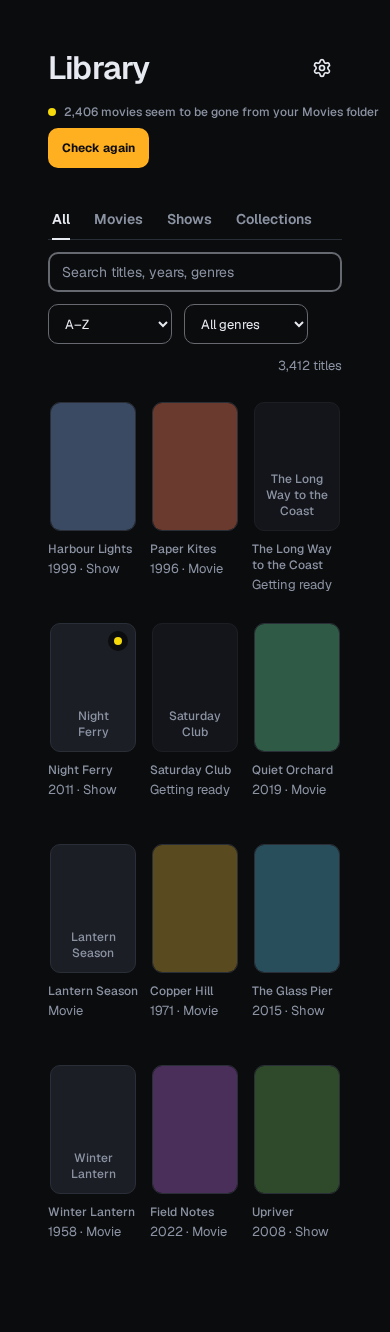 Library
2,406 movies seem to be gone from your Movies folder
Check again
All Movies Shows Collections
Search titles, years, genres
A–Z All genres
3,412 titles
The Long
Way to the
Coast
Harbour Lights
1999 · Show
Paper Kites
1996 · Movie
The Long Way
to the Coast
Getting ready
Night
Ferry
Saturday
Club
Night Ferry
2011 · Show
Saturday Club
Getting ready
Quiet Orchard
2019 · Movie
Lantern
Season
Lantern Season
Movie
Copper Hill
1971 · Movie
The Glass Pier
2015 · Show
Winter
Lantern
Winter Lantern
1958 · Movie
Field Notes
2022 · Movie
Upriver
2008 · Show